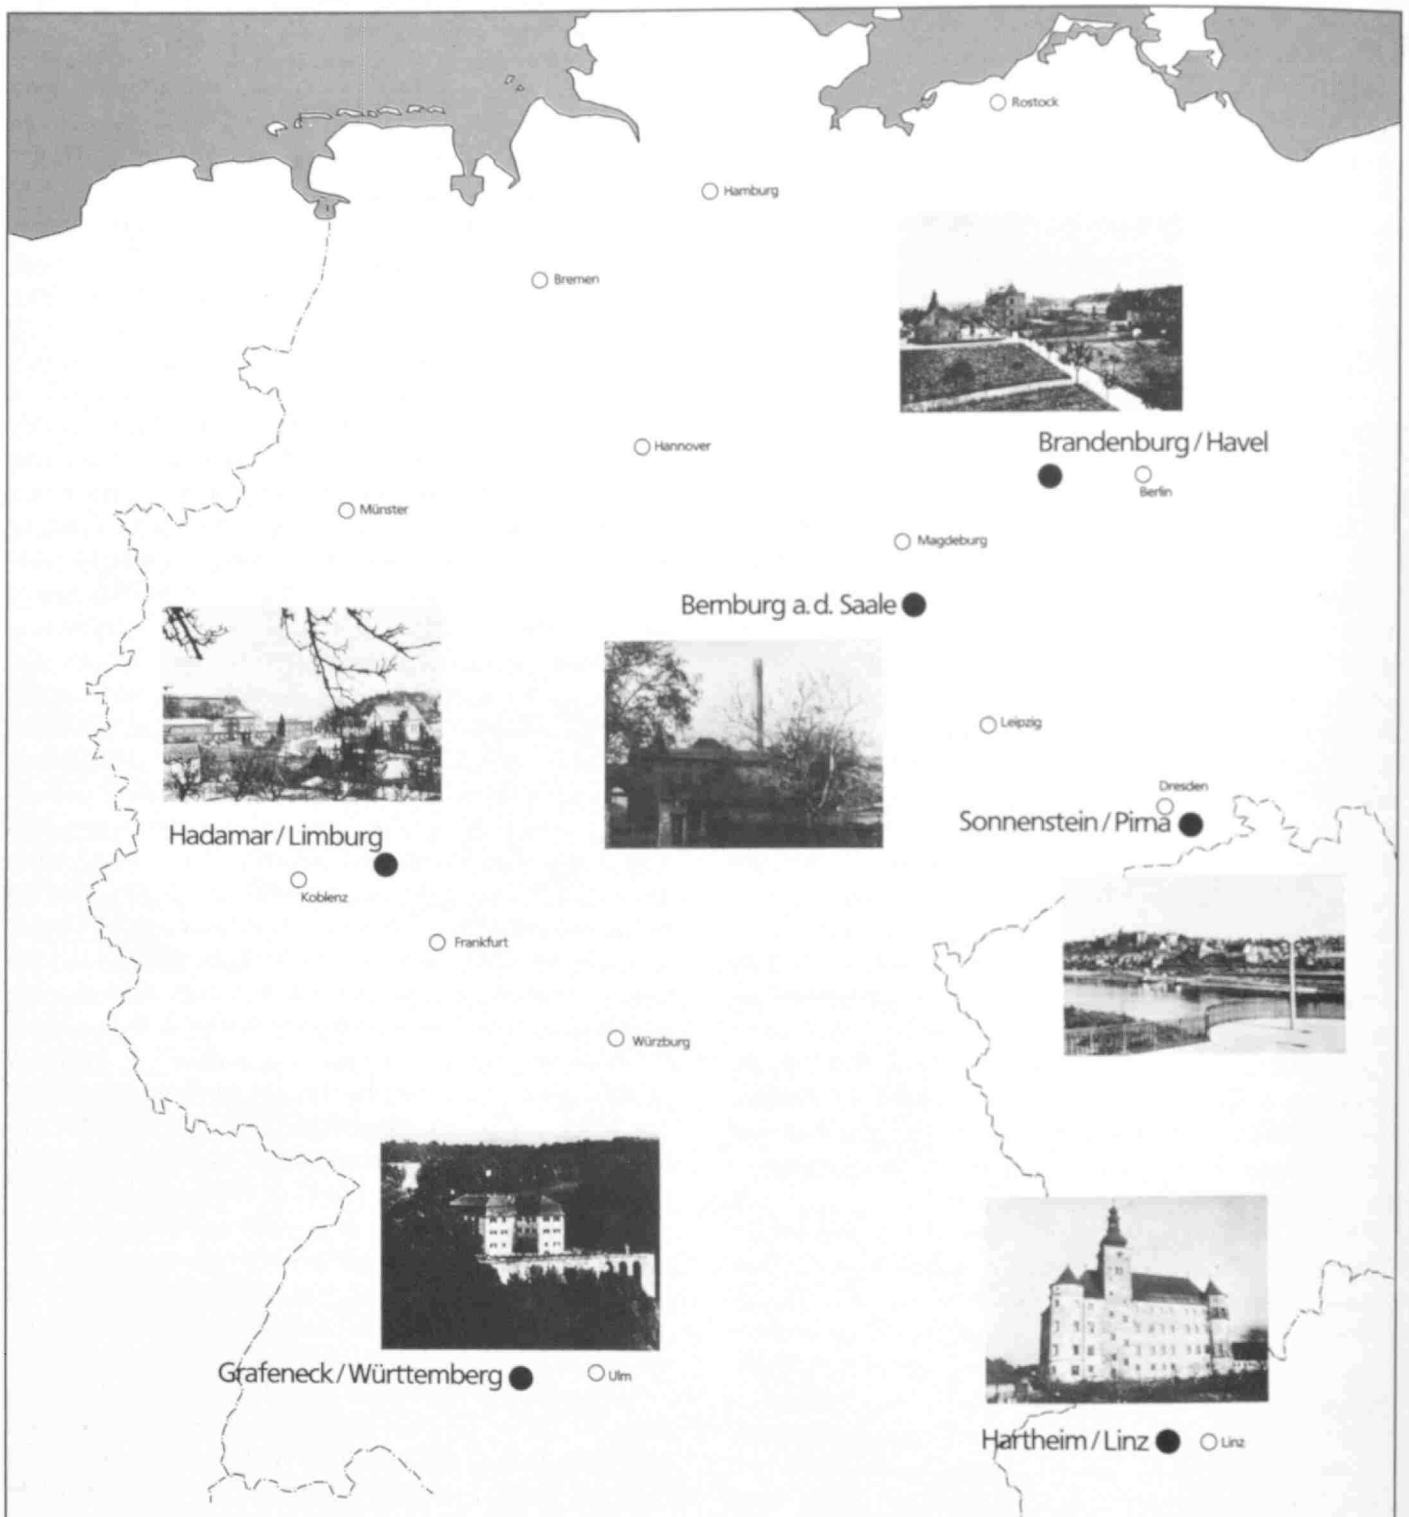 Rostock
Hamburg
Bremen
Hannover
Brandenburg / Havel
Berlin
Münster
Magdeburg
Bernburg a. d. Saale
Leipzig
Dresden
Sonnenstein / Pirna
Hadamar / Limburg
Koblenz
Frankfurt
Würzburg
Grafeneck / Württemberg
Ulm
Hartheim / Linz
Linz